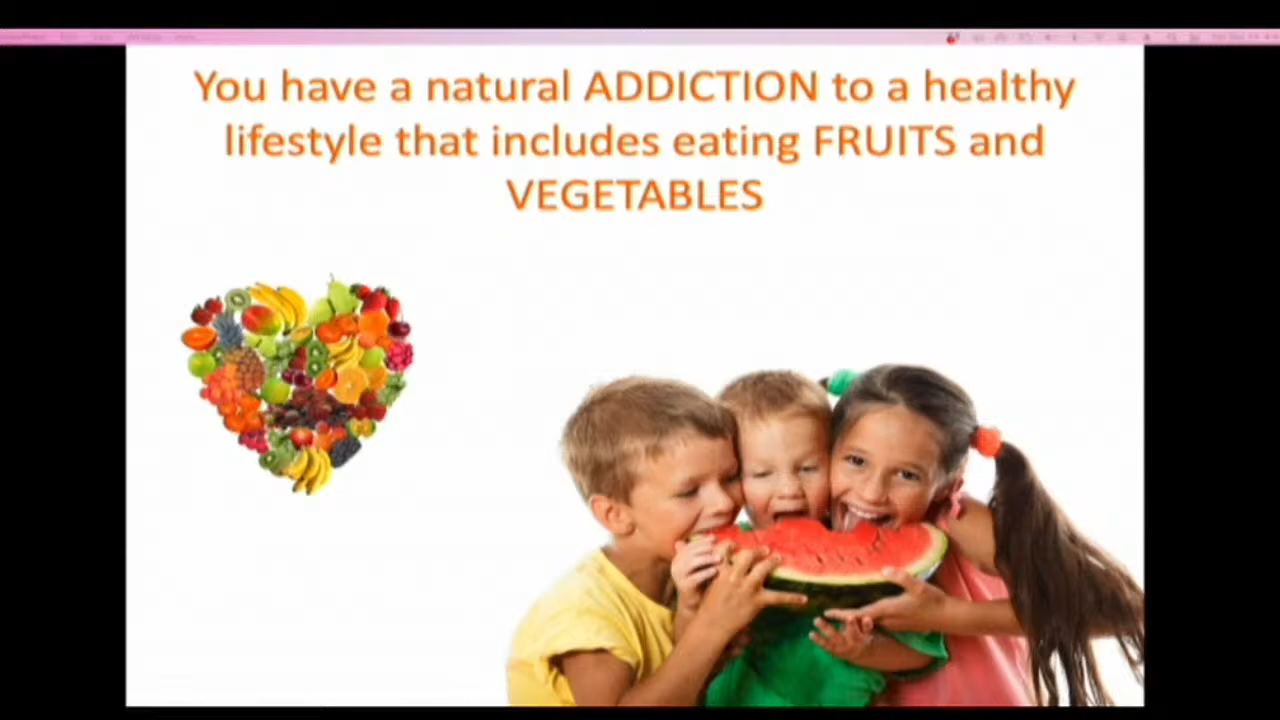 You have a natural ADDICTION to a healthy
lifestyle that includes eating FRUITS and
VEGETABLES